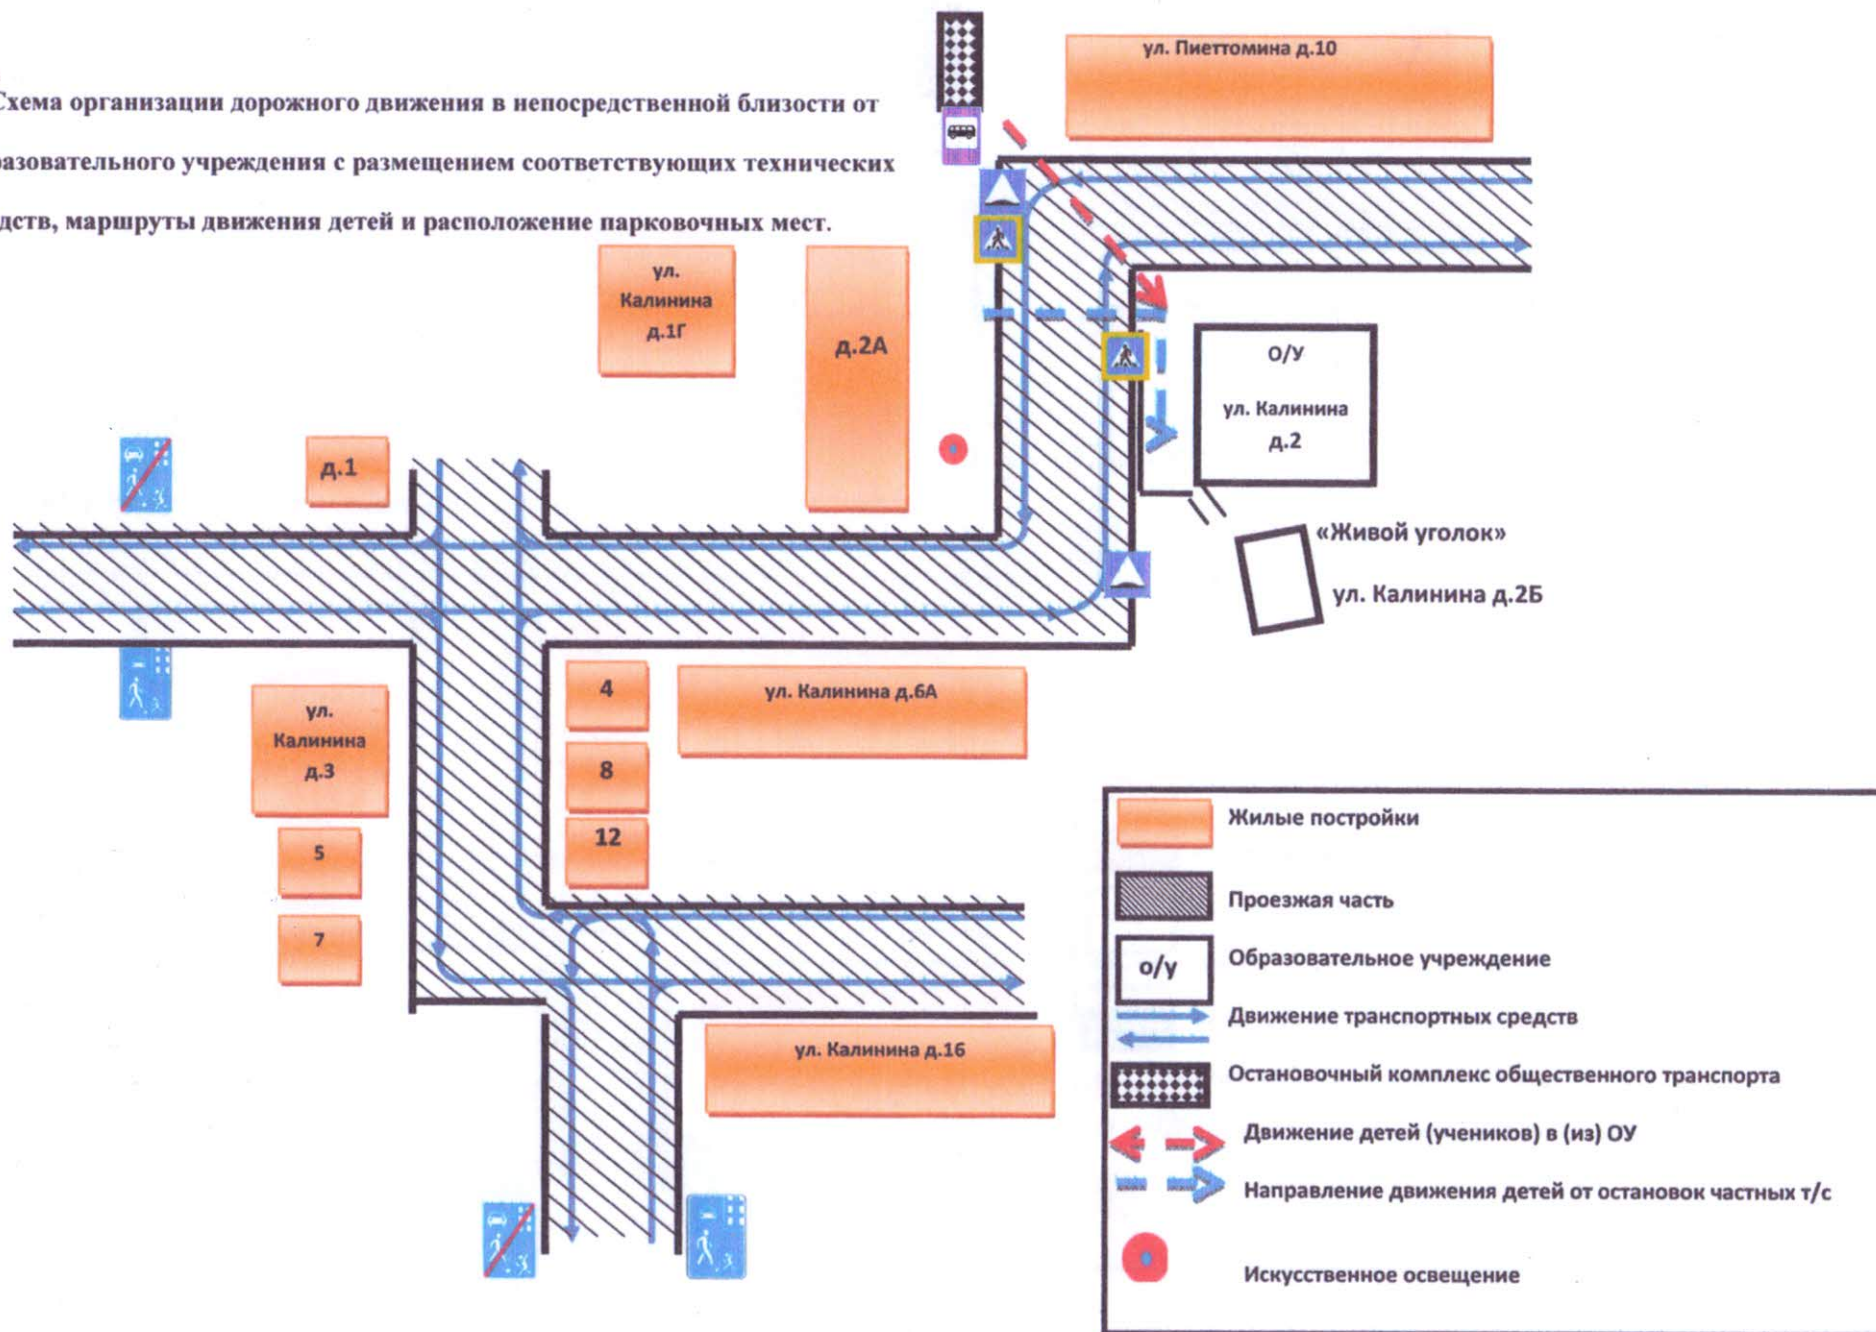 Схема организации дорожного движения в непосредственной близости от
разовательного учреждения с размещением соответствующих технических
дств, маршруты движения детей и расположение парковочных мест.
ул. Пиеттомина д.10
ул.
Калинина
д.1Г
д.2А
О/У
ул. Калинина
д.2
д.1
«Живой уголок»
ул. Калинина д.2Б
ул.
Калинина
д.3
4
ул. Калинина д.6А
8
12
5
7
ул. Калинина д.16
Жилые постройки
Проезжая часть
о/у
Образовательное учреждение
Движение транспортных средств
Остановочный комплекс общественного транспорта
Движение детей (учеников) в (из) ОУ
Направление движения детей от остановок частных т/с
Искусственное освещение